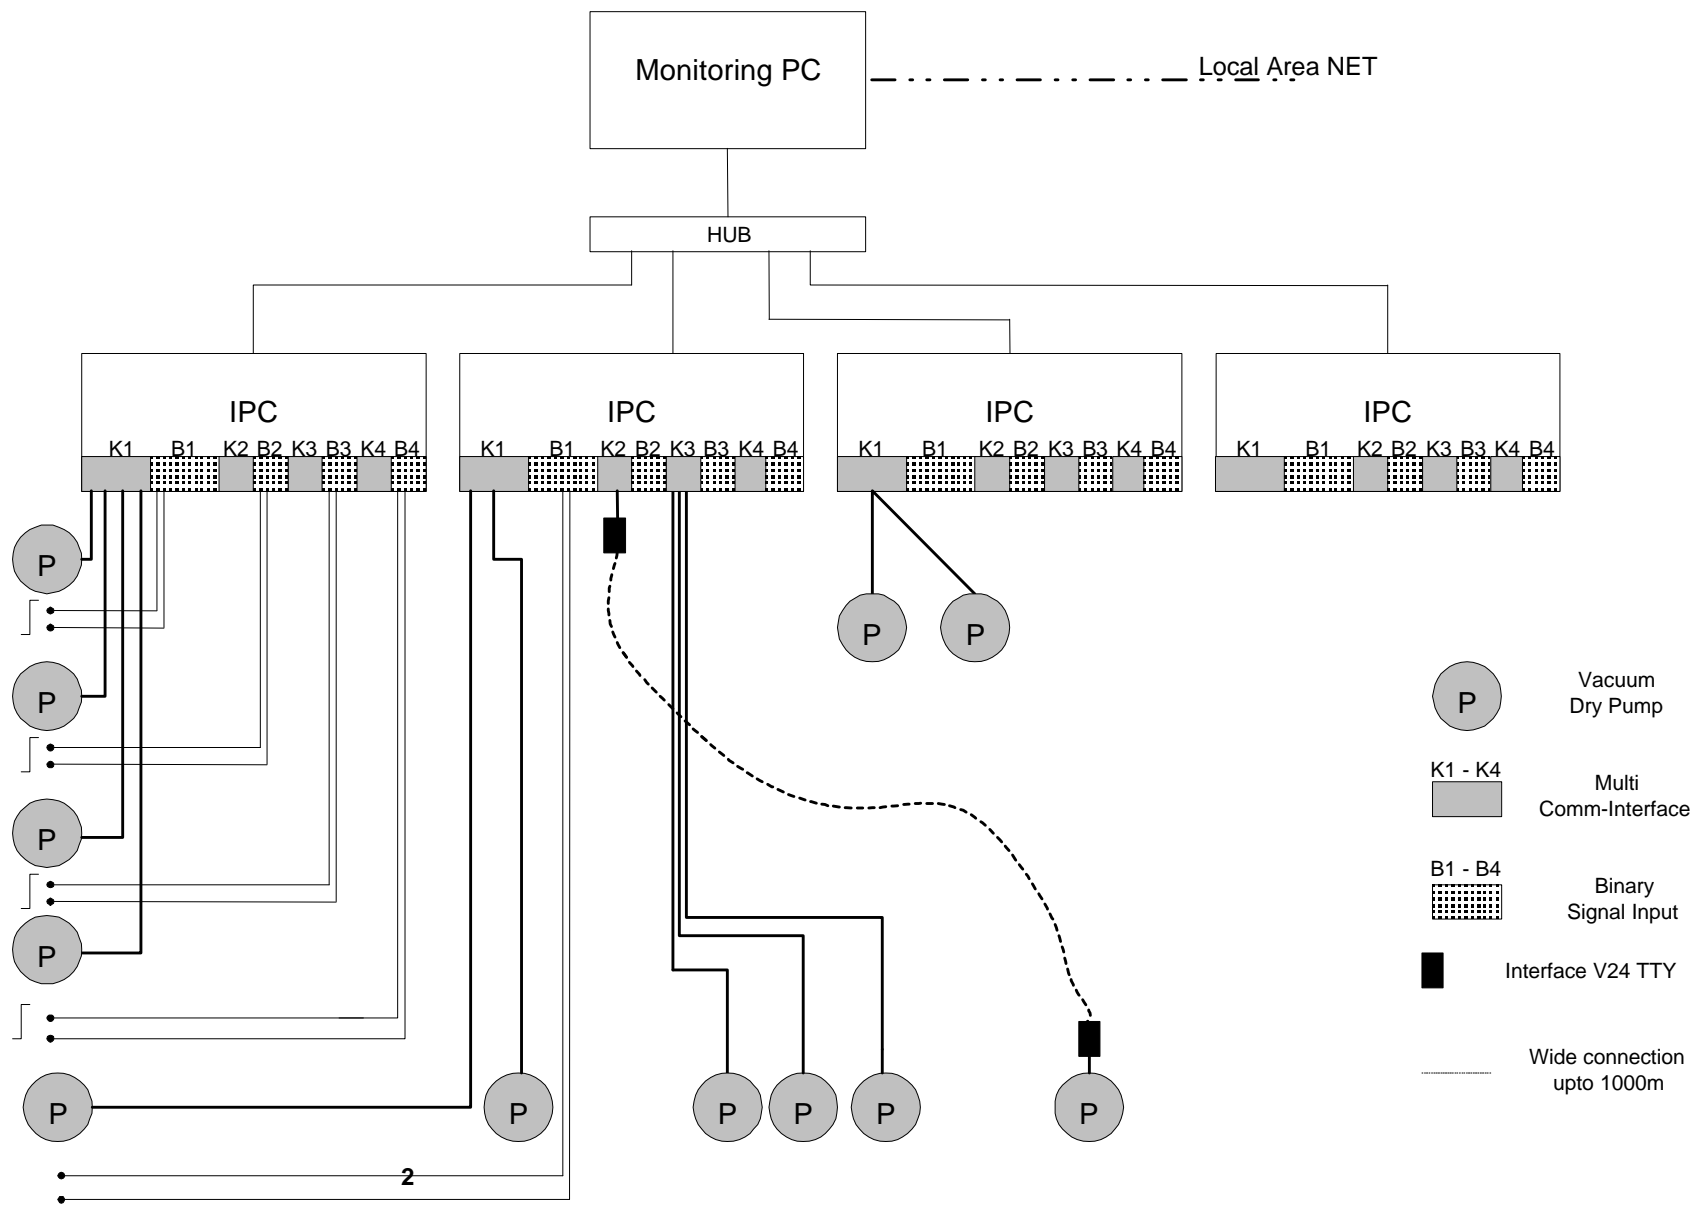 Monitoring PC
Local Area NET
HUB
IPC
IPC
IPC
IPC
K1 B1 K2 B2 K3 B3 K4 B4
K1 B1 K2 B2 K3 B3 K4 B4
K1 B1 K2 B2 K3 B3 K4 B4
K1 B1 K2 B2 K3 B3 K4 B4
P
P
P
P
P
P
P
P
P
P
P
P
2
P
Vacuum
Dry Pump
K1 - K4
Multi
Comm-Interface
B1 - B4
Binary
Signal Input
Interface V24 TTY
Wide connection
upto 1000m